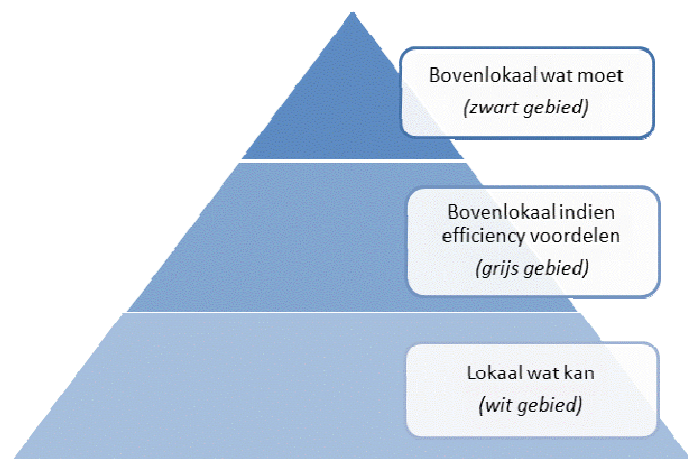 Bovenlokaal wat moet
(zwart gebied)
Bovenlokaal indien
efficiency voordelen
(grijs gebied)
Lokaal wat kan
(wit gebied)